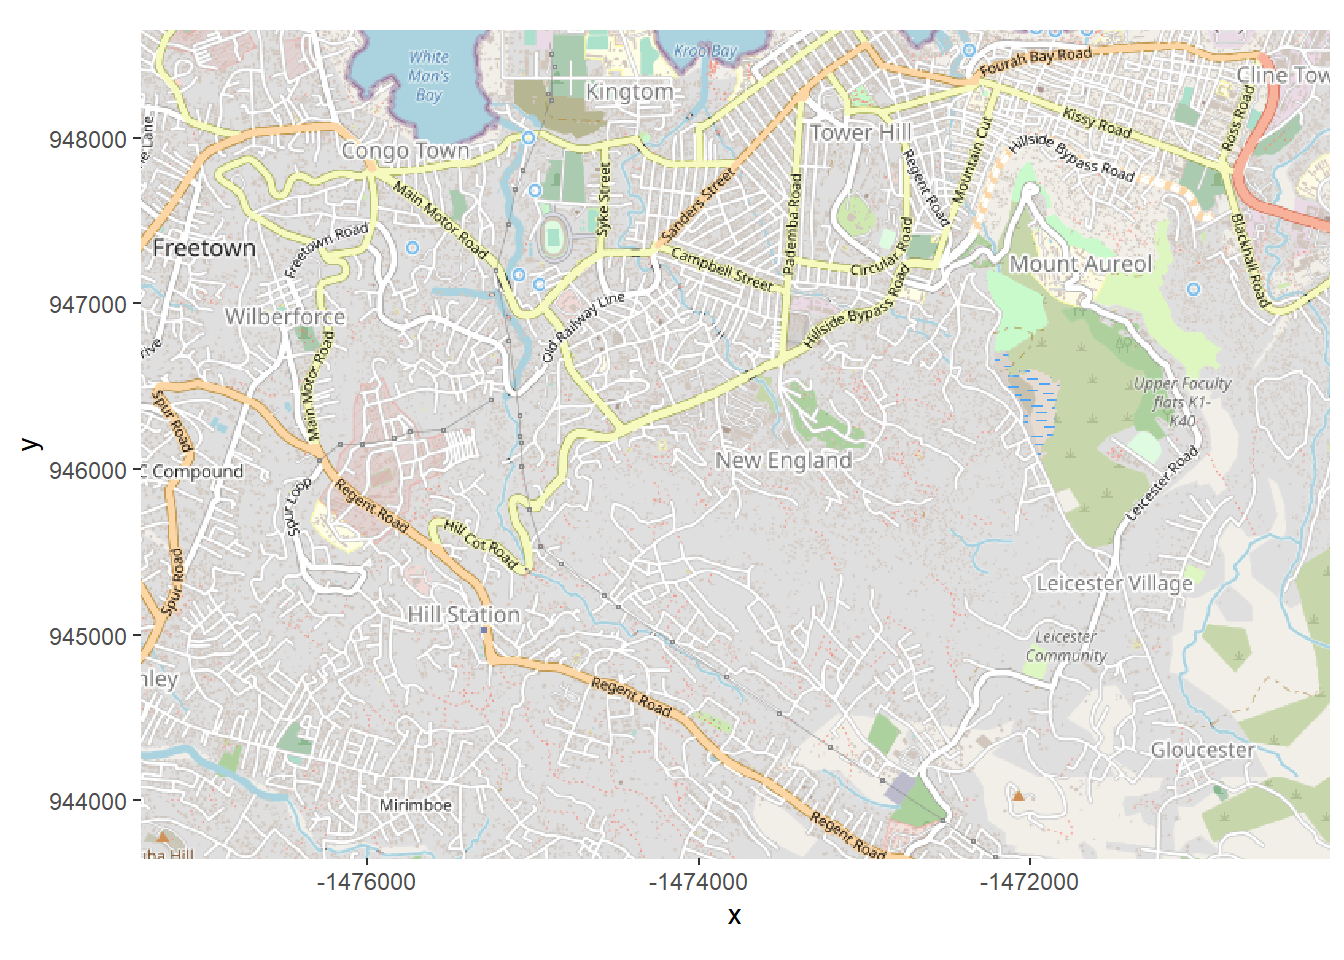 White
Man's
Bay
Kroo Bay
Kingtom
Fourah Bay Road
Cline Tow
948000
Congo Town
Tower Hill
Kissy Road
Ross Road
e Lane
Main Motor Road
Syke Street
Sanders Street
Regent Road
Mountain Cut
Hillside Bypass Road
Freetown
Freetown Road
Pademba Road
Circular Road
Campbell Street
Mount Aureol
Blackhall Road
947000
Wilberforce
Old Railway Line
Hillside Bypass Road
Main Motor Road
Upper Faculty
flats K1-
K40
Spur Road
y
946000
C Compound
New England
Leicester Road
Spur Loop
Regent Road
Hill Cot Road
Spur Road
Leicester Village
Hill Station
945000
Leicester
Community
nley
Regent Road
Gloucester
944000
Mirimboe
Regent Road
uba Hill
-1476000
-1474000
-1472000
x